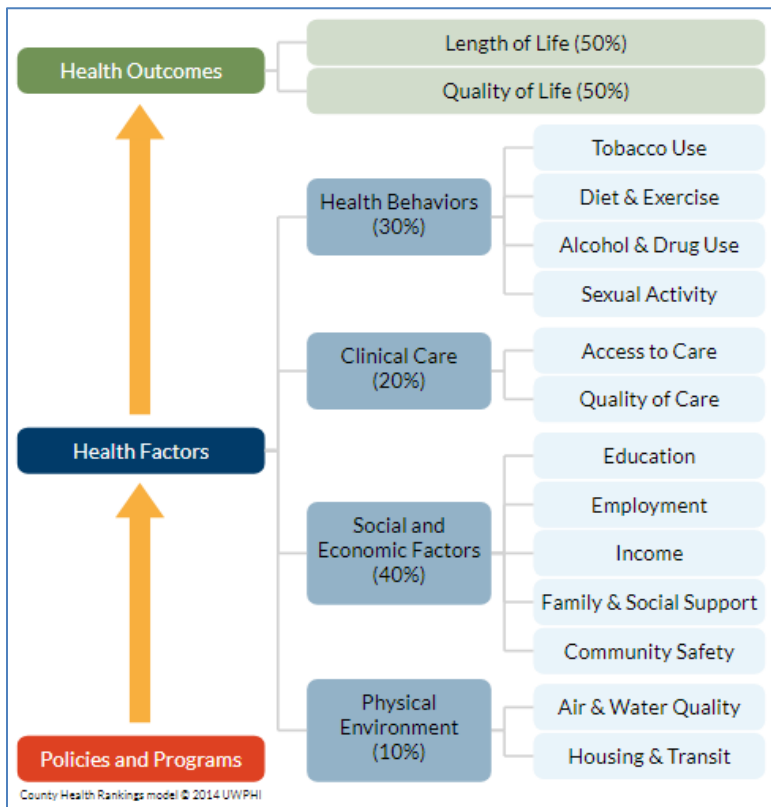 Health Outcomes
Length of Life (50%)
Quality of Life (50%)
Health Factors
Health Behaviors
(30%)
Tobacco Use
Diet & Exercise
Alcohol & Drug Use
Sexual Activity
Clinical Care
(20%)
Access to Care
Quality of Care
Social and
Economic Factors
(40%)
Education
Employment
Income
Family & Social Support
Community Safety
Physical
Environment
(10%)
Air & Water Quality
Housing & Transit
Policies and Programs
County Health Rankings model © 2014 UWPHI